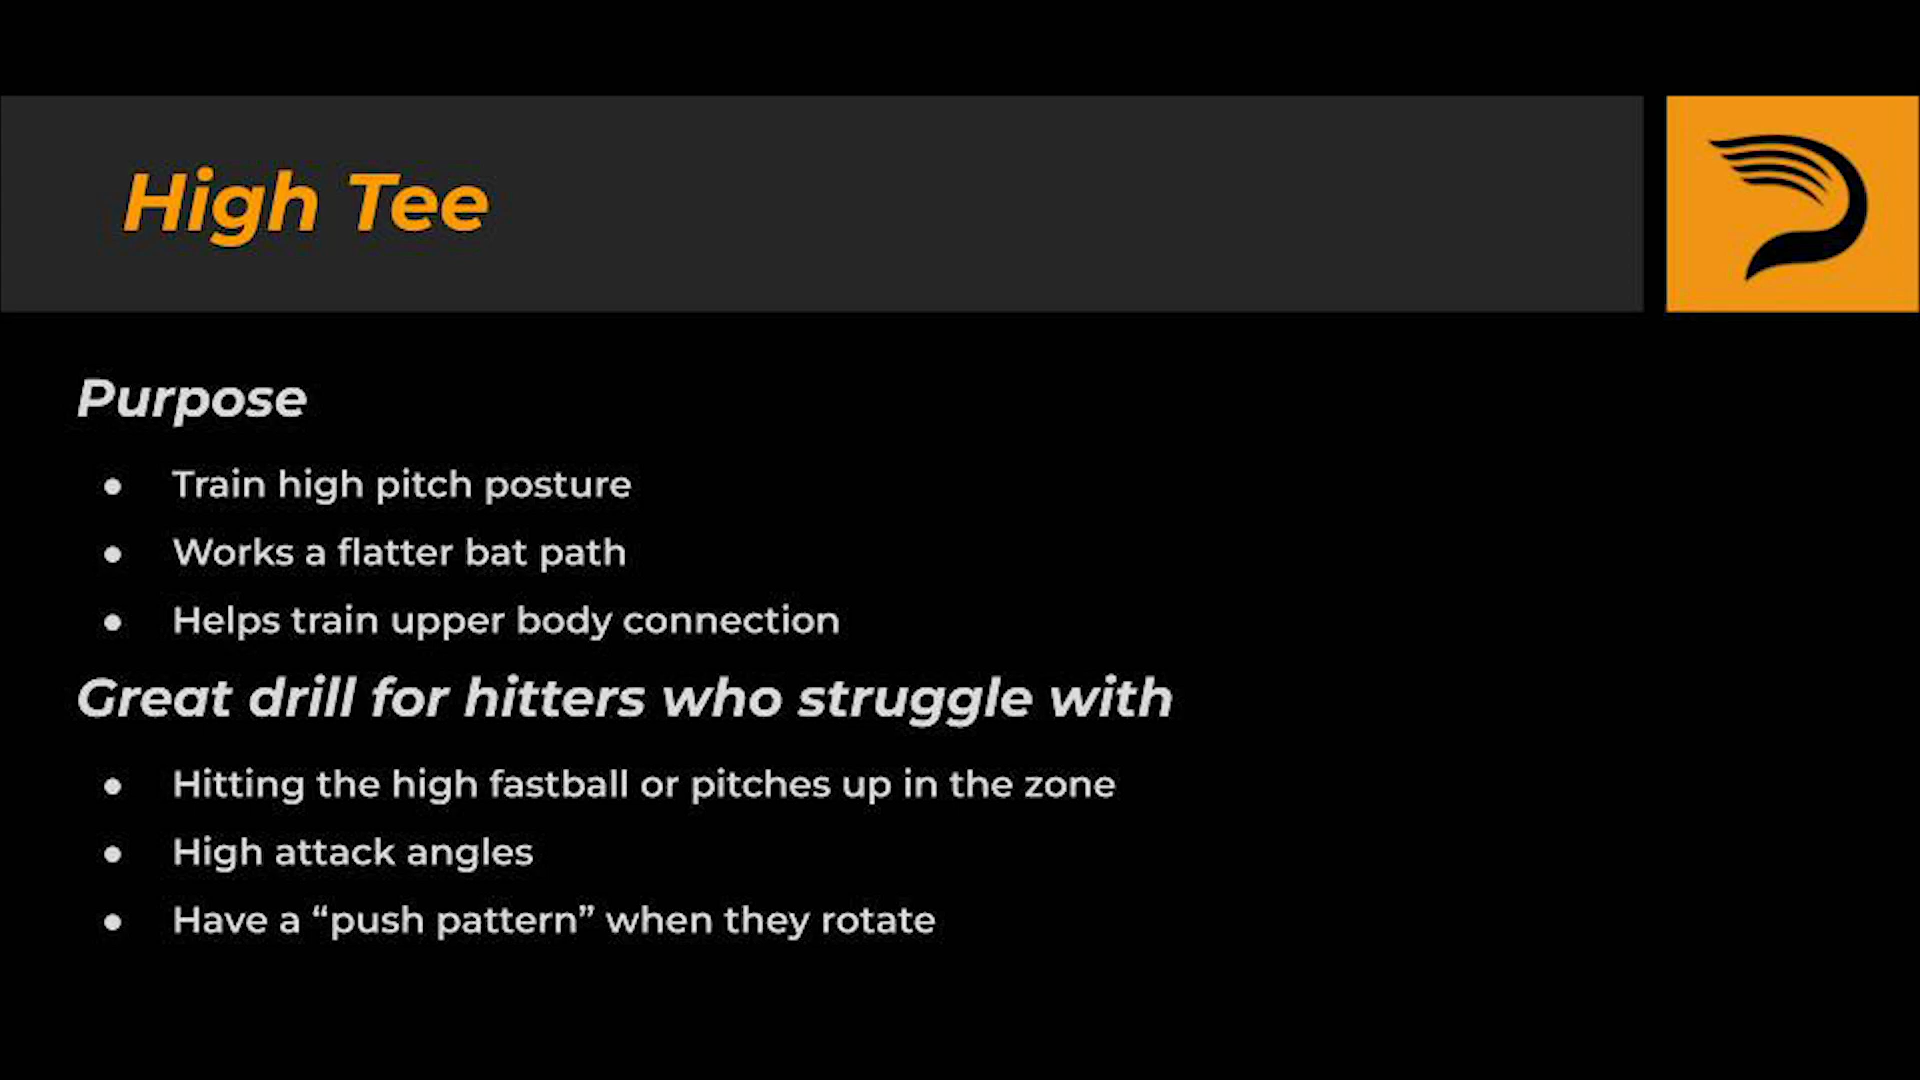 High Tee
Purpose
● Train high pitch posture
● Works a flatter bat path
● Helps train upper body connection
Great drill for hitters who struggle with
● Hitting the high fastball or pitches up in the zone
● High attack angles
● Have a “push pattern” when they rotate